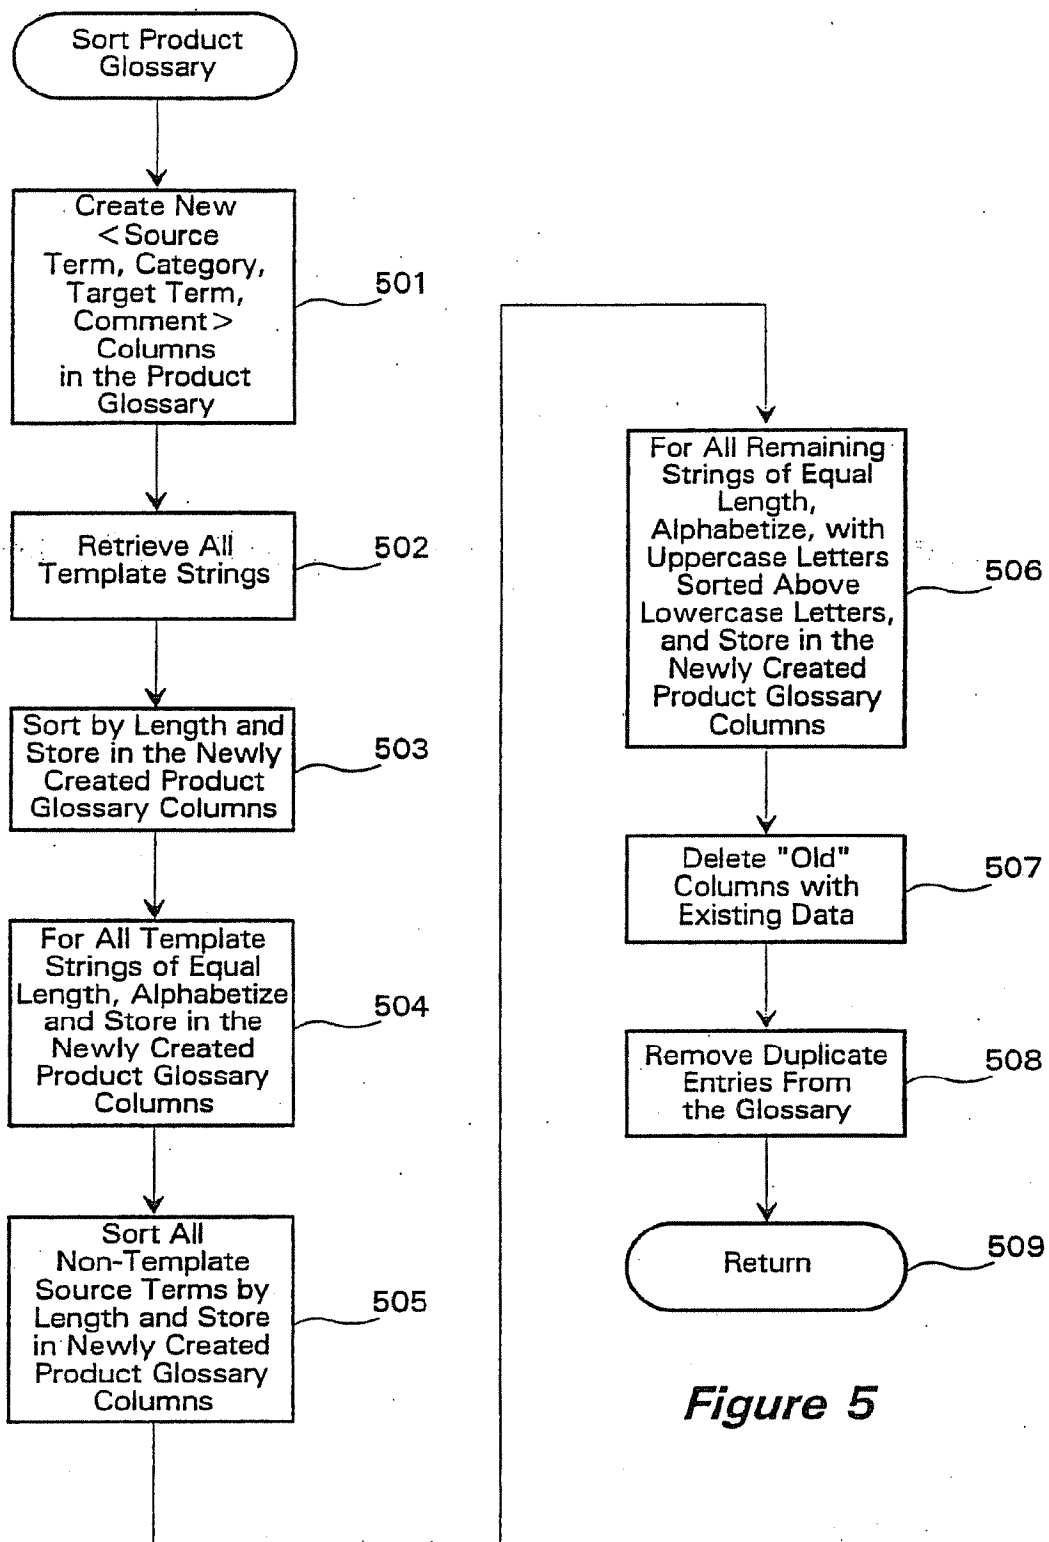 Sort Product
Glossary
Create New
<Source
Term, Category,
Target Term,
Comment>
Columns
in the Product
Glossary
501
Retrieve All
Template Strings
502
Sort by Length and
Store in the Newly
Created Product
Glossary Columns
503
For All Template
Strings of Equal
Length, Alphabetize
and Store in the
Newly Created
Product Glossary
Columns
504
Sort All
Non-Template
Source Terms by
Length and Store
in Newly Created
Product Glossary
Columns
505
For All Remaining
Strings of Equal
Length,
Alphabetize, with
Uppercase Letters
Sorted Above
Lowercase Letters,
and Store in the
Newly Created
Product Glossary
Columns
506
Delete "Old"
Columns with
Existing Data
507
Remove Duplicate
Entries From
the Glossary
508
Return
509
Figure 5